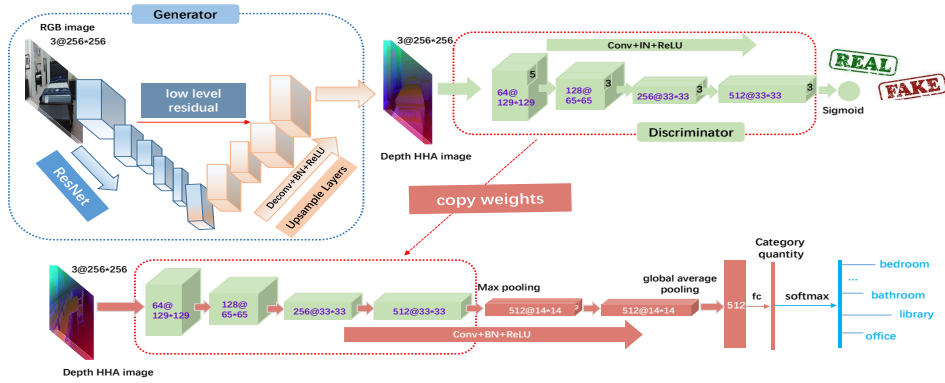 Generator
RGB image
3@256*256
low level
residual
ResNet
Deconv+BN+ReLU
Upsample Layers
3@256*256
Depth HHA image
Conv+IN+ReLU
64@
129*129
5
128@
65*65
3
256@33*33
3
512@33*33
3
Sigmoid
REAL
FAKE
Discriminator
copy weights
3@256*256
Depth HHA image
64@
129*129
128@
65*65
256@33*33
512@33*33
Max pooling
512@14*14
512@14*14
Conv+BN+ReLU
global average
pooling
512
fc
Category
quantity
softmax
bedroom
...
bathroom
library
office